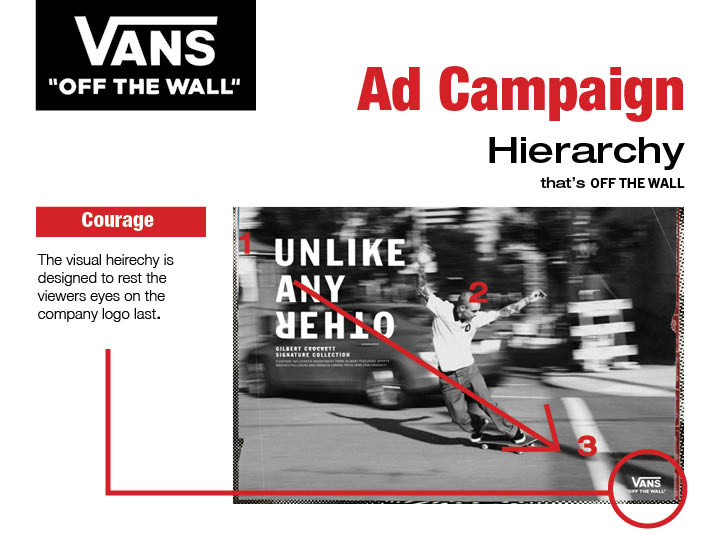 VANS
"OFF THE WALL"
Ad Campaign
Hierarchy
that's OFF THE WALL
Courage
The visual heirechy is
designed to rest the
viewers eyes on the
company logo last.
1
UNLIKE
ANY
OTHER
GILBERT CROCKETT
SIGNATURE COLLECTION
2
3
VANS
"OFF THE WALL"